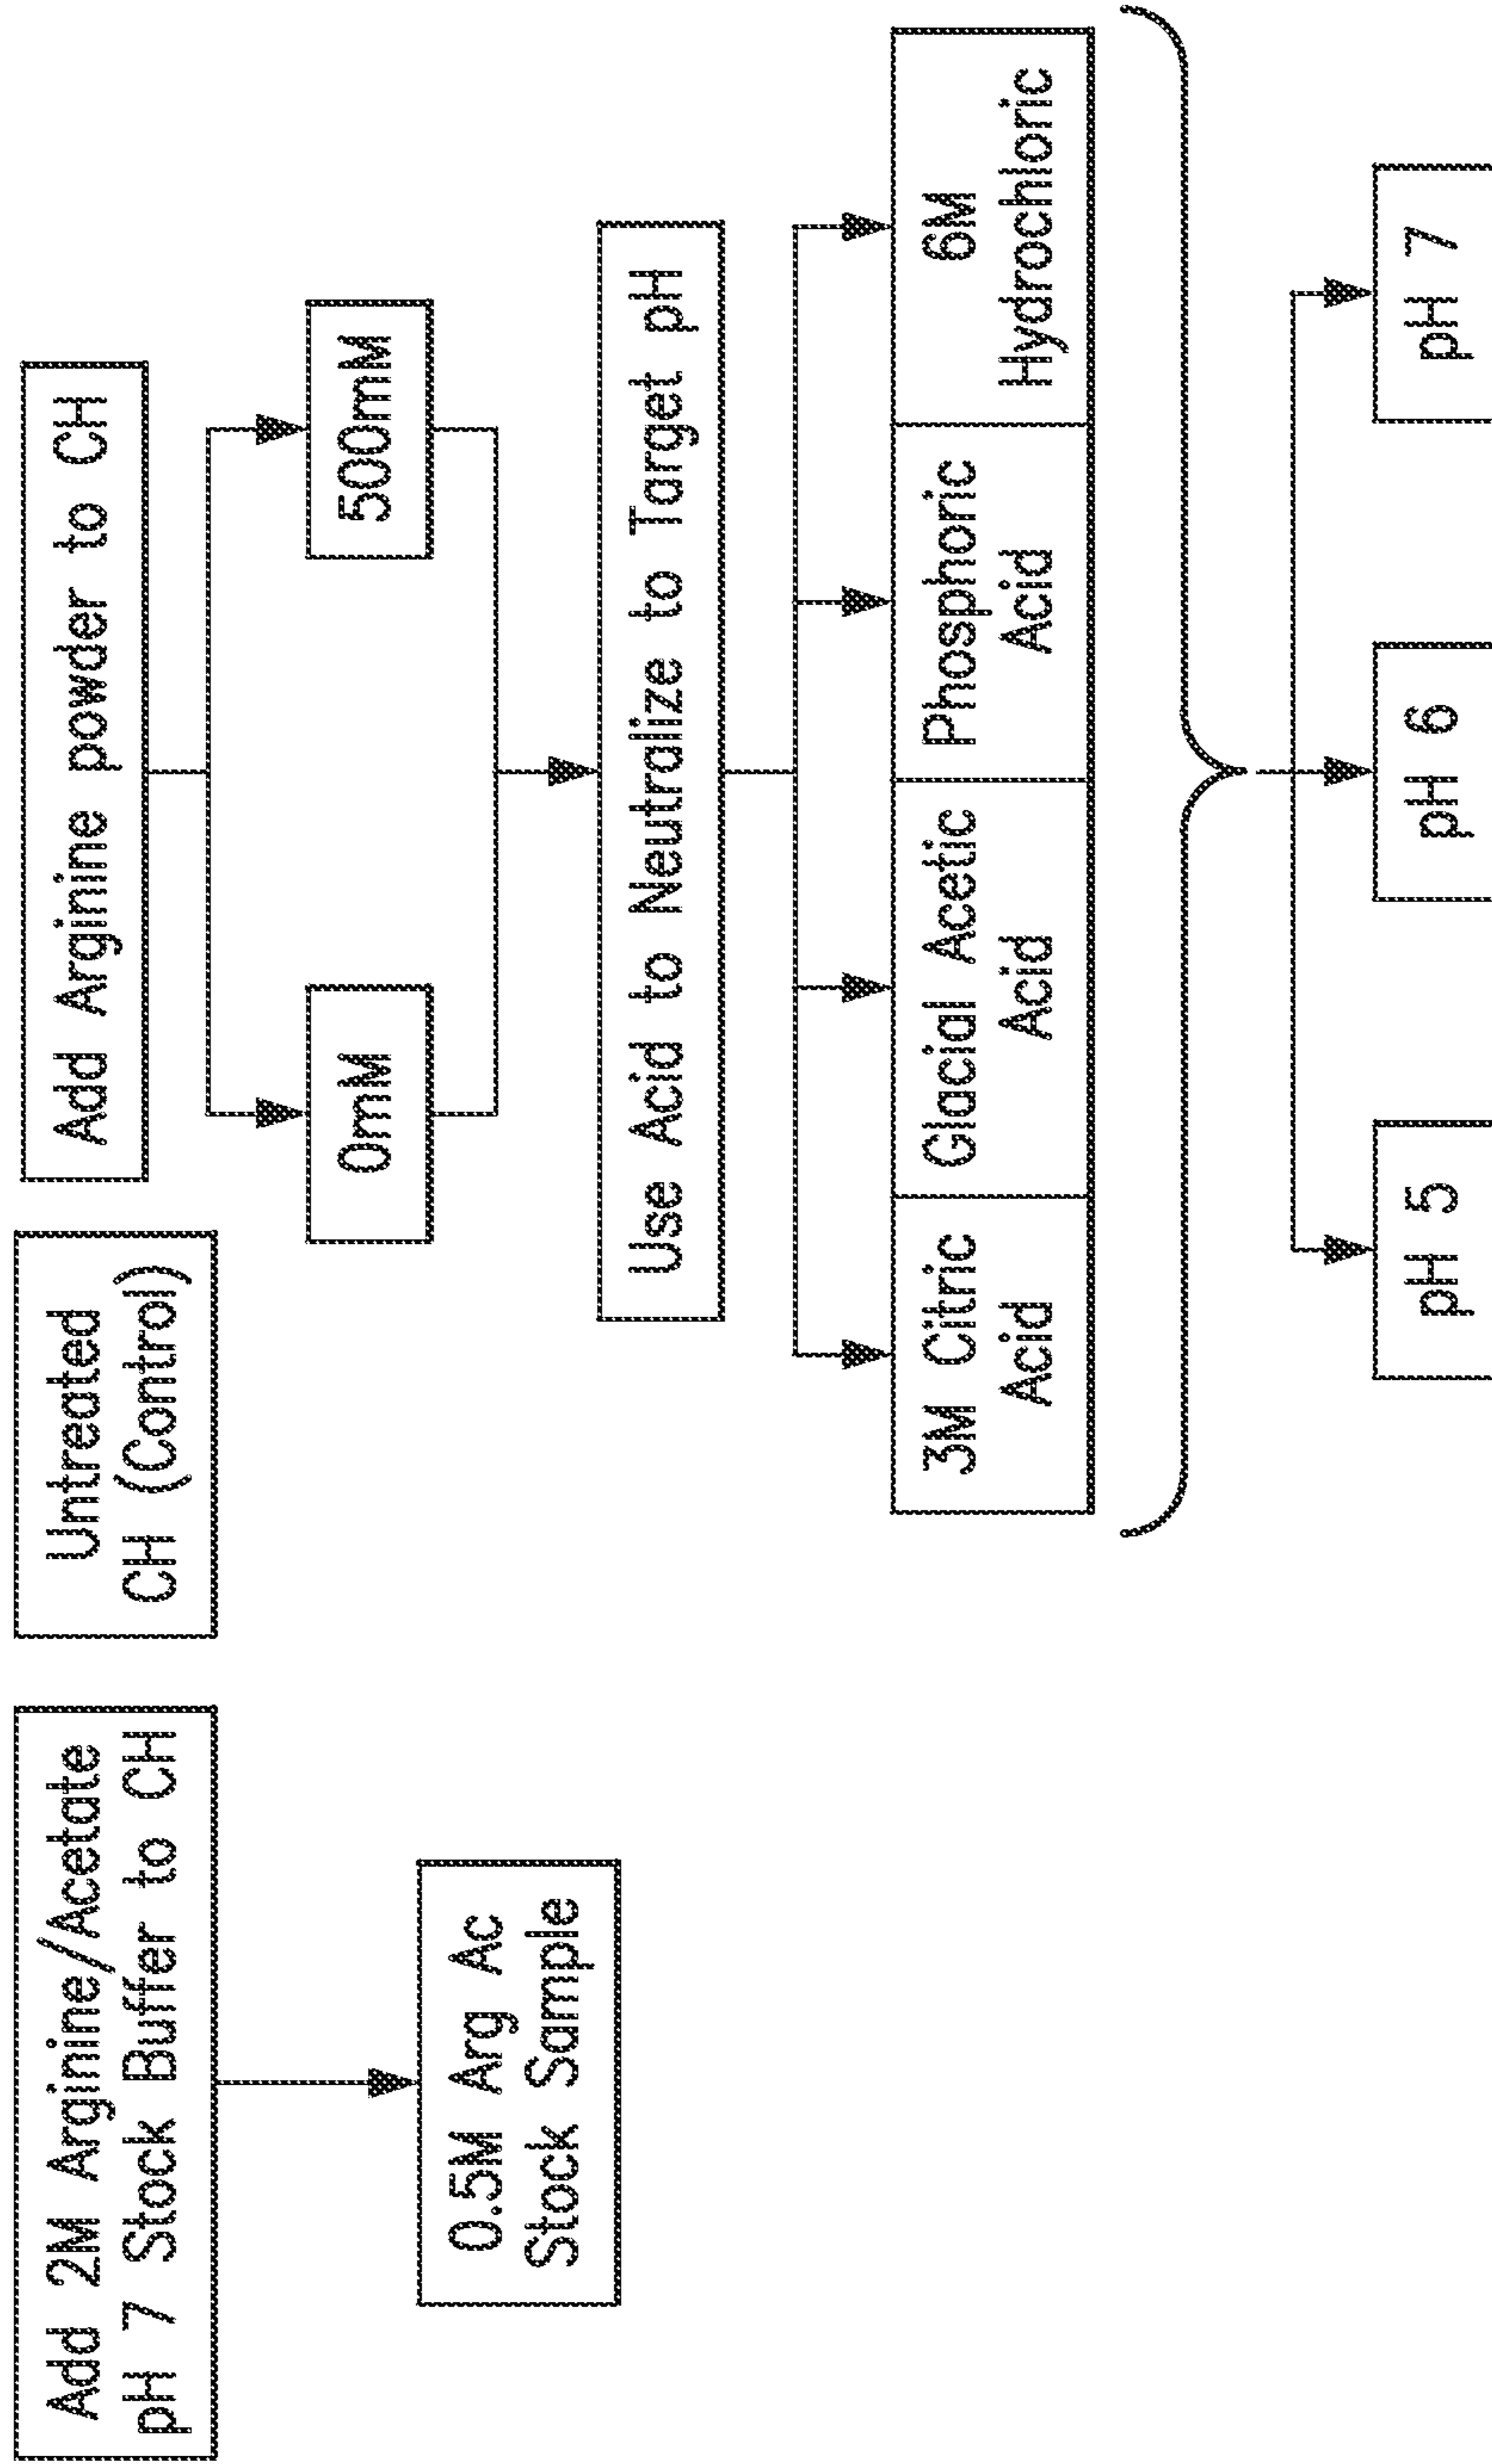 Add 2M Arginine/Acetate
pH 7 Stock Buffer to CH
0.5M Arg Ac
Stock Sample
Untreated
CH (Control)
Add Arginine powder to CH
0mM
500mM
Use Acid to Neutralize to Target pH
3M Citric
Acid
Glacial Acetic
Acid
Phosphoric
Acid
6M
Hydrochloric
pH 5
pH 6
pH 7